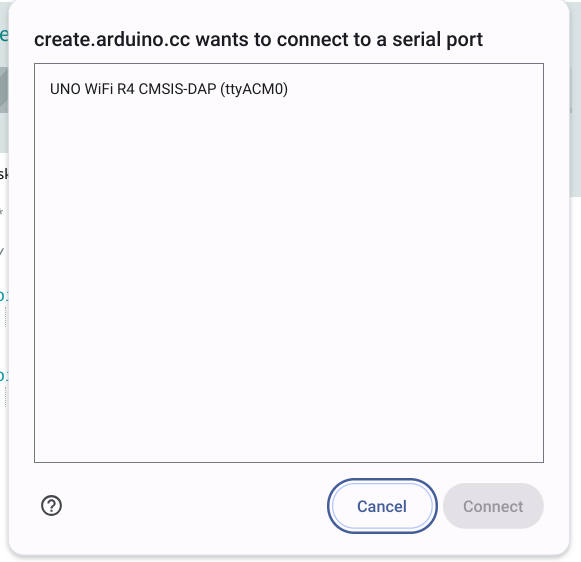 create.arduino.cc wants to connect to a serial port
UNO WiFi R4 CMSIS-DAP (ttyACM0)
Cancel
Connect